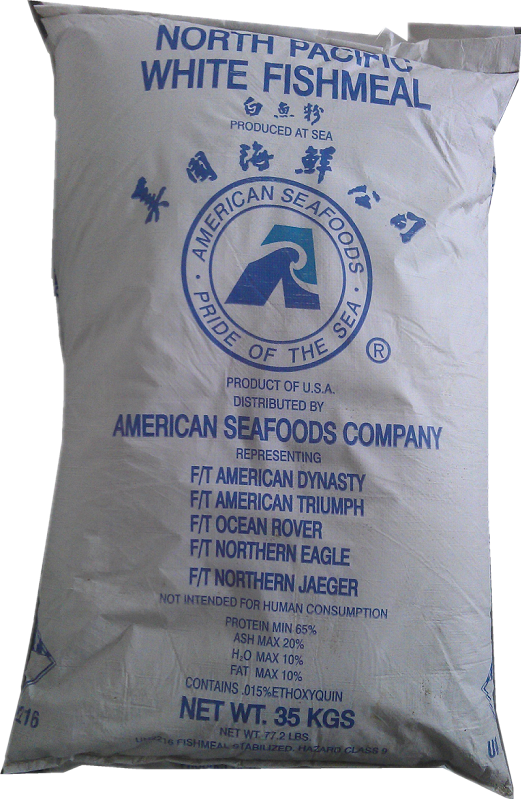 NORTH PACIFIC
WHITE FISHMEAL
白魚粉
PRODUCED AT SEA
美國海鮮公司
AMERICAN SEAFOODS
· PRIDE OF THE SEA ·
®
PRODUCT OF U.S.A.
DISTRIBUTED BY
AMERICAN SEAFOODS COMPANY
REPRESENTING
F/T AMERICAN DYNASTY
F/T AMERICAN TRIUMPH
F/T OCEAN ROVER
F/T NORTHERN EAGLE
F/T NORTHERN JAEGER
NOT INTENDED FOR HUMAN CONSUMPTION
PROTEIN MIN 65%
ASH MAX 20%
H₂O MAX 10%
FAT MAX 10%
CONTAINS .015% ETHOXYQUIN
NET WT. 35 KGS
NET WT. 77.2 LBS.
FISHMEAL STABILIZED, HAZARD CLASS 9
216
UN